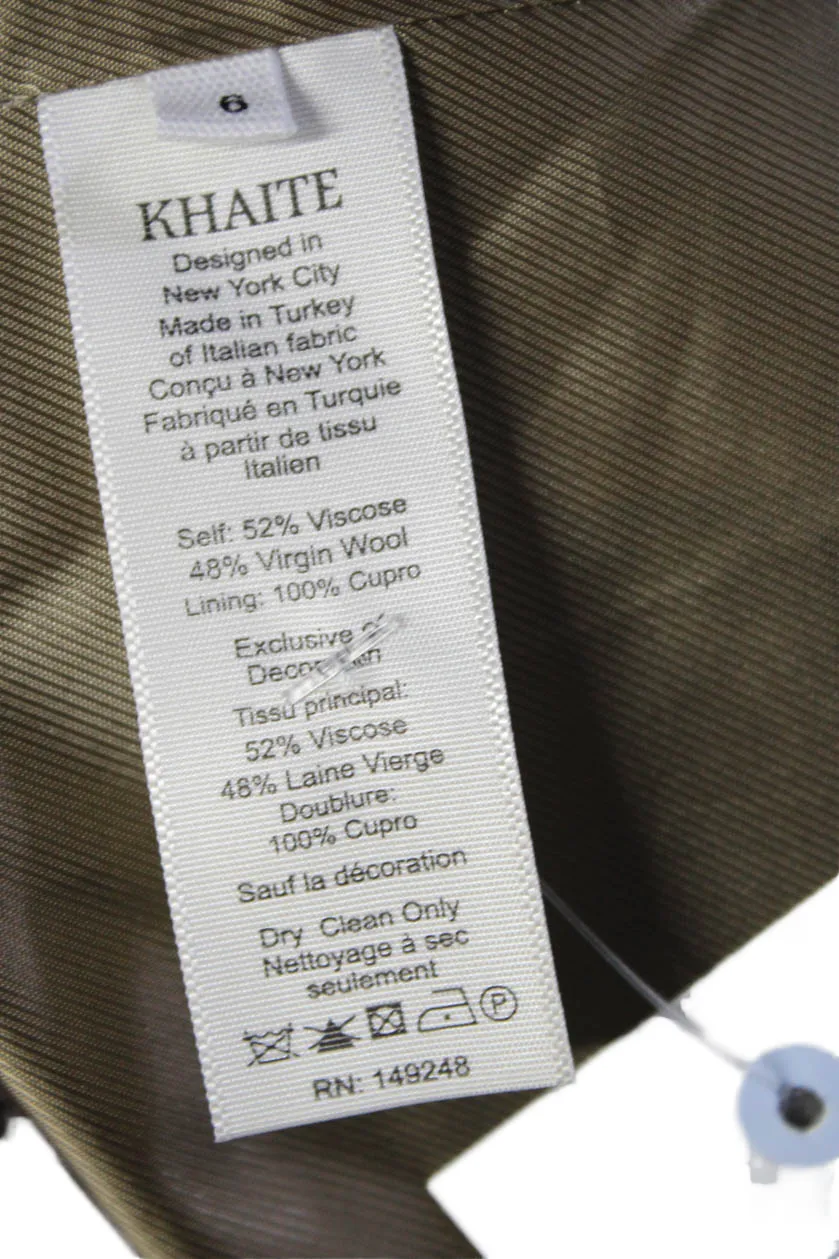 6
KHAITE
Designed in
New York City
Made in Turkey
of Italian fabric
Conçu à New York
Fabriqué en Turquie
à partir de tissu
Italien
Self: 52% Viscose
48% Virgin Wool
Lining: 100% Cupro
Exclusive
Tissu principal:
52% Viscose
48% Laine Vierge
Doublure:
100% Cupro
Sauf la décoration
Dry Clean Only
Nettoyage à sec
seulement
P
RN: 149248